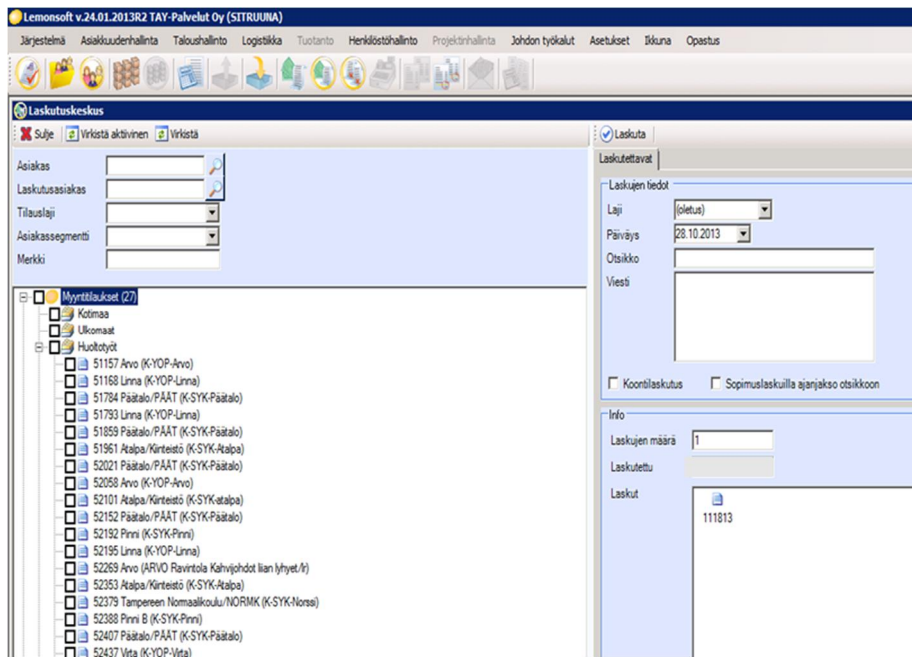 Lemonsoft v.24.01.2013R2 TAY-Palvelut Oy (SITRUUNA)
Järjestelmä Asiakkuudenhallinta Taloushallinto Logistiikka Tuotanto Henkilöstöhallinto Projektinhallinta Johdon työkalut Asetukset Ikkuna Opastus
Laskutuskeskus
Sulje Virkistä aktiivinen Virkistä
Asiakas
Laskutusasiakas
Tilauslaji
Asiakassegmentti
Merkki
Myyntitilaukset (27)
Kotimaa
Ulkomaat
Huoltotyöt
51157 Arvo (K-YOP-Arvo)
51168 Linna (K-YOP-Linna)
51784 Päätalo/PÄÄT (K-SYK-Päätalo)
51793 Linna (K-YOP-Linna)
51859 Päätalo/PÄÄT (K-SYK-Päätalo)
51961 Atalpa/Kiinteistö (K-SYK-Atalpa)
52021 Päätalo/PÄÄT (K-SYK-Päätalo)
52058 Arvo (K-YOP-Arvo)
52101 Atalpa/Kiinteistö (K-SYK-atalpa)
52152 Päätalo/PÄÄT (K-SYK-Päätalo)
52192 Pinni (K-SYK-Pinni)
52195 Linna (K-YOP-Linna)
52269 Arvo (ARVO Ravintola Kahvijohdot liian lyhyet/Ir)
52353 Atalpa/Kiinteistö (K-SYK-Atalpa)
52379 Tampereen Normaalikoulu/NORMK (K-SYK-Norssi)
52388 Pinni B (K-SYK-Pinni)
52407 Päätalo/PÄÄT (K-SYK-Päätalo)
52437 Virta (K-YOP-Virta)
Laskuta
Laskutettavat
Laskujen tiedot
Laji (oletus)
Päiväys 28.10.2013
Otsikko
Viesti
Koontilaskutus Sopimuslaskuilla ajanjakso otsikkoon
Info
Laskujen määrä 1
Laskutettu
Laskut
111813